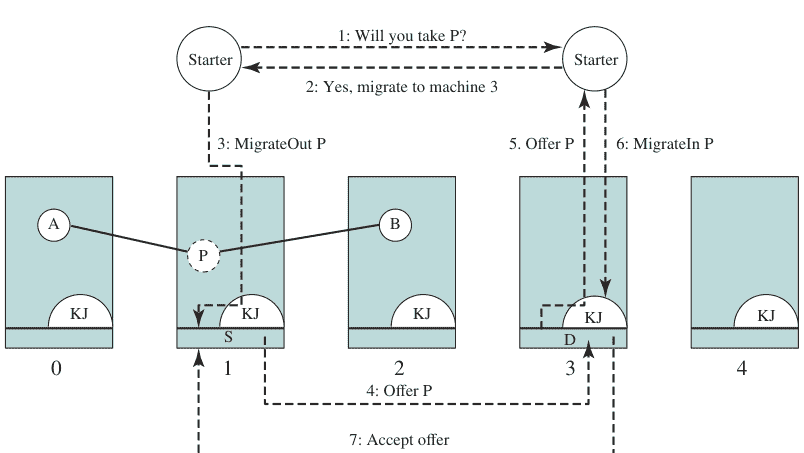 1: Will you take P?
Starter
Starter
2: Yes, migrate to machine 3
3: MigrateOut P
5. Offer P
6: MigrateIn P
A
B
P
KJ
KJ
KJ
KJ
KJ
S
D
0
1
2
3
4
4: Offer P
7: Accept offer